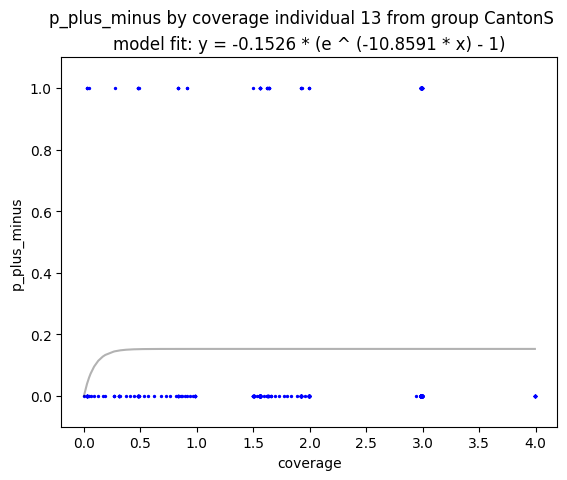 p_plus_minus by coverage individual 13 from group CantonS
model fit: y = -0.1526 * (e ^ (-10.8591 * x) - 1)
1.0
0.8
0.6
0.4
0.2
0.0
p_plus_minus
0.0 0.5 1.0 1.5 2.0 2.5 3.0 3.5 4.0
coverage